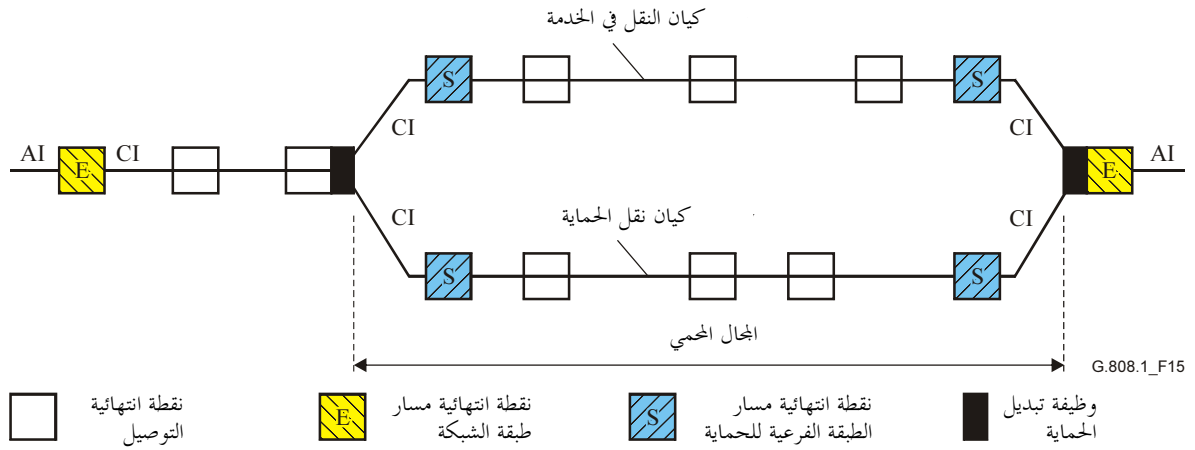 كيان النقل في الخدمة
S
S
CI
CI
AI
E
CI
E
AI
CI
CI
كيان نقل الحماية
S
S
المجال المحمي
G.808.1_F15
وظيفة تبديل
الحماية
S
نقطة انتهائية مسار
الطبقة الفرعية للحماية
E
نقطة انتهائية مسار
طبقة الشبكة
نقطة انتهائية
التوصيل